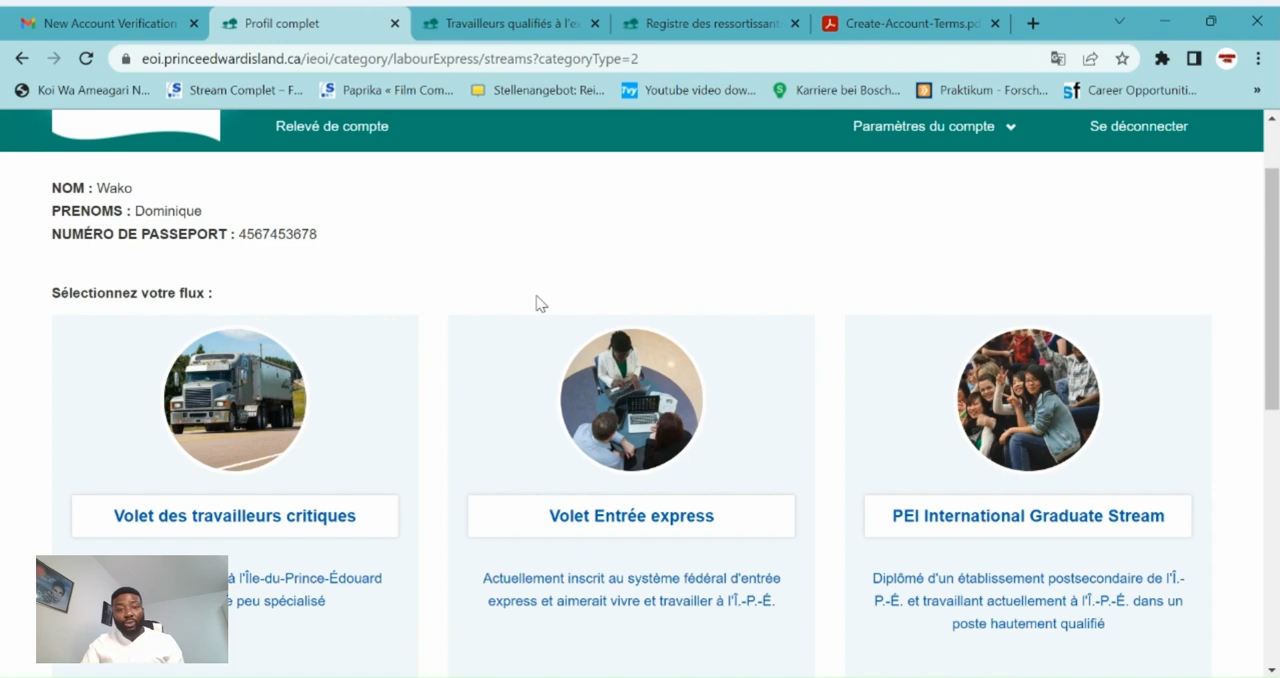 New Account Verification
Profil complet
Travailleurs qualifiés à l'ex
Registre des ressortissant
Create-Account-Terms.pd
eoi.princeedwardisland.ca/ieoi/category/labourExpress/streams?categoryType=2
Koi Wa Ameagari N...
Stream Complet – F...
Paprika « Film Com...
Stellenangebot: Rei...
Youtube video dow...
Karriere bei Bosch...
Praktikum - Forsch...
Career Opportuniti...
»
Relevé de compte
Paramètres du compte
Se déconnecter
NOM : Wako
PRENOMS : Dominique
NUMÉRO DE PASSEPORT : 4567453678
Sélectionnez votre flux :
Volet des travailleurs critiques
Volet Entrée express
PEI International Graduate Stream
à l'Île-du-Prince-Édouard
peu spécialisé
Actuellement inscrit au système fédéral d'entrée
express et aimerait vivre et travailler à l'Î.-P.-É.
Diplômé d'un établissement postsecondaire de l'Î.-
P.-É. et travaillant actuellement à l'Î.-P.-É. dans un
poste hautement qualifié